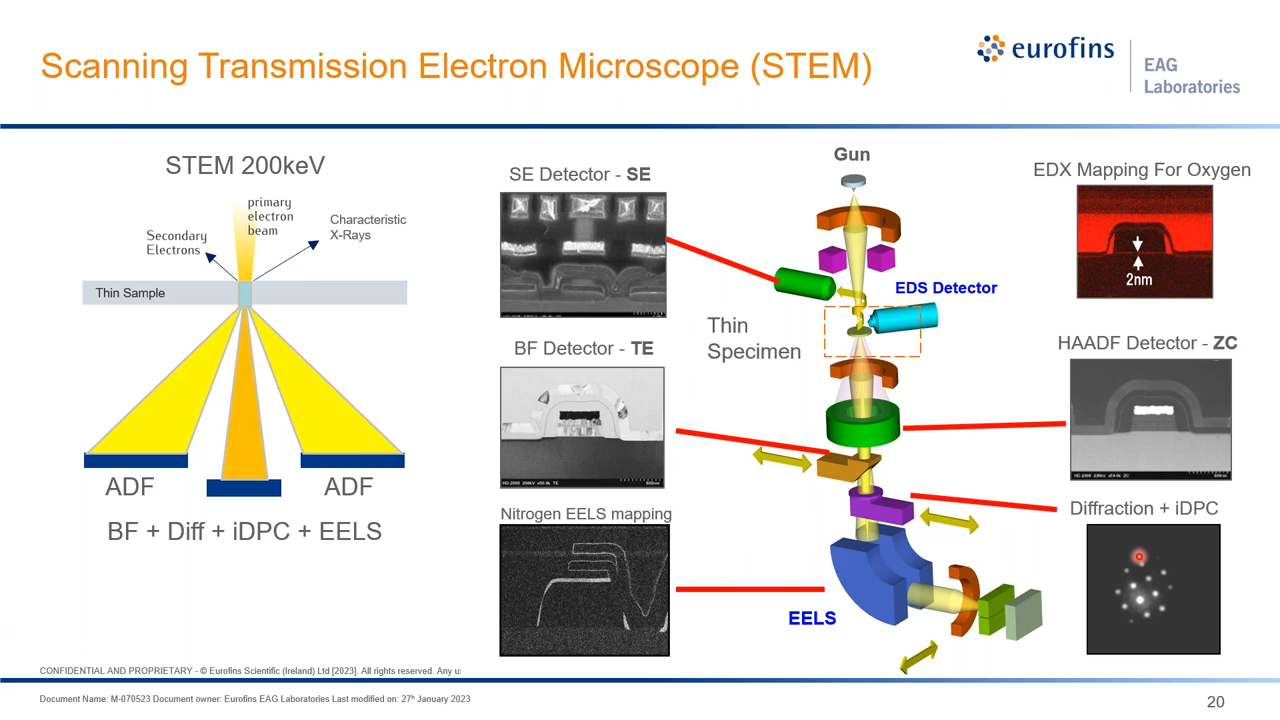 Scanning Transmission Electron Microscope (STEM)
eurofins
EAG
Laboratories
STEM 200keV
primary
electron
beam
Secondary
Electrons
Characteristic
X-Rays
Thin Sample
ADF
ADF
BF + Diff + iDPC + EELS
SE Detector - SE
BF Detector - TE
Nitrogen EELS mapping
Gun
EDS Detector
Thin
Specimen
EELS
EDX Mapping For Oxygen
2nm
HAADF Detector - ZC
Diffraction + iDPC
CONFIDENTIAL AND PROPRIETARY - © Eurofins Scientific (Ireland) Ltd [2023]. All rights reserved. Any u
Document Name: M-070523 Document owner: Eurofins EAG Laboratories Last modified on: 27th January 2023
20